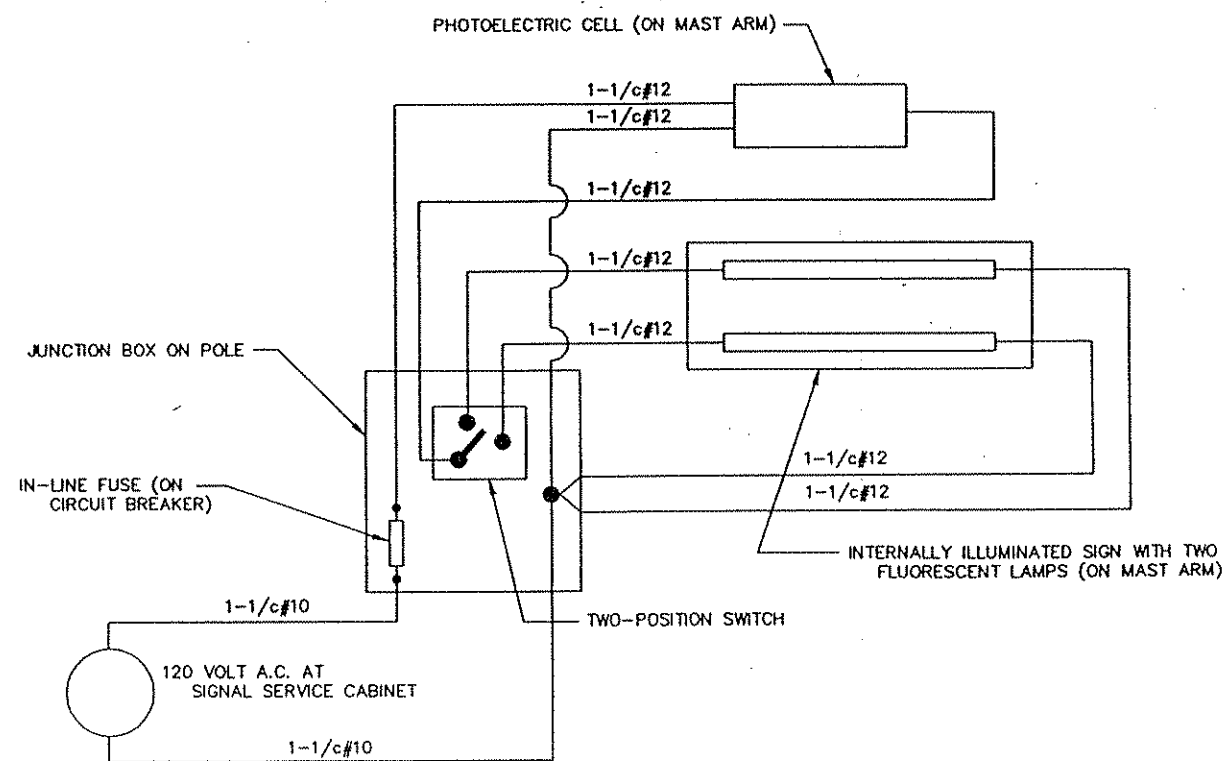 PHOTOELECTRIC CELL (ON MAST ARM)
1-1/c#12
1-1/c#12
1-1/c#12
1-1/c#12
1-1/c#12
JUNCTION BOX ON POLE
IN-LINE FUSE (ON
CIRCUIT BREAKER)
1-1/c#12
1-1/c#12
INTERNALLY ILLUMINATED SIGN WITH TWO
FLUORESCENT LAMPS (ON MAST ARM)
1-1/c#10
TWO-POSITION SWITCH
120 VOLT A.C. AT
SIGNAL SERVICE CABINET
1-1/c#10